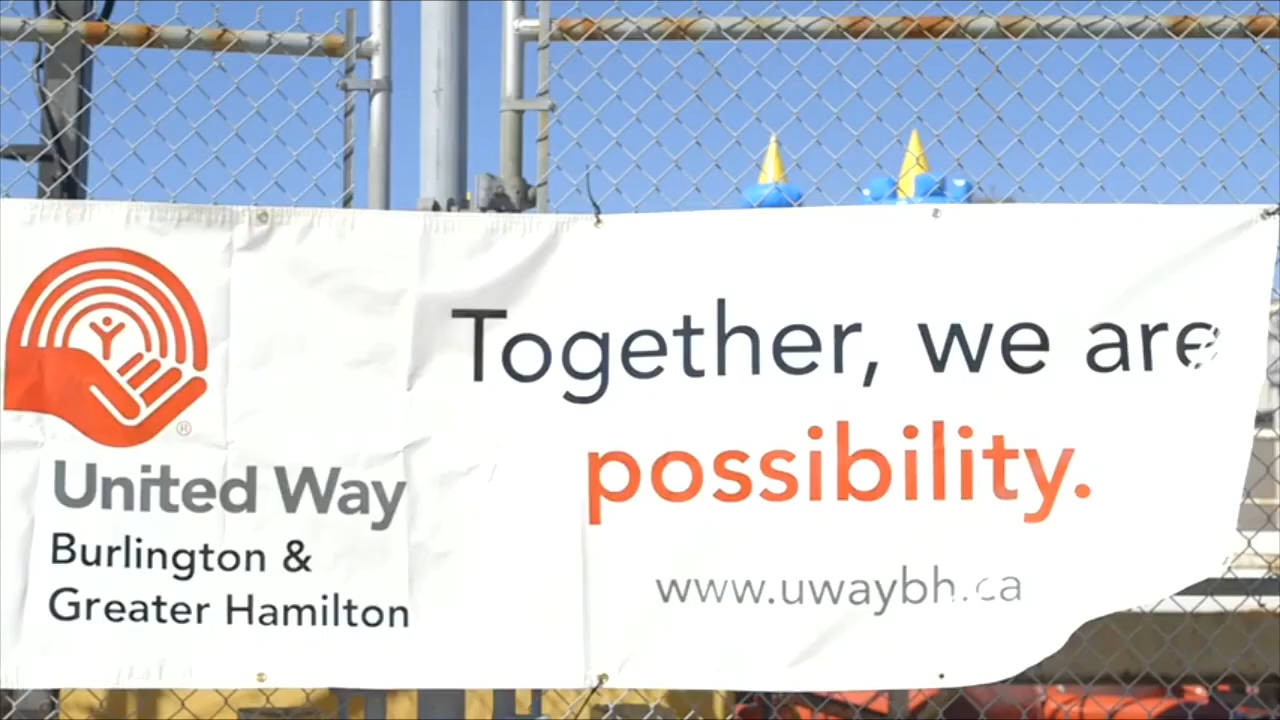 United Way
Burlington &
Greater Hamilton
Together, we are
possibility.
www.uwaybh.ca
®